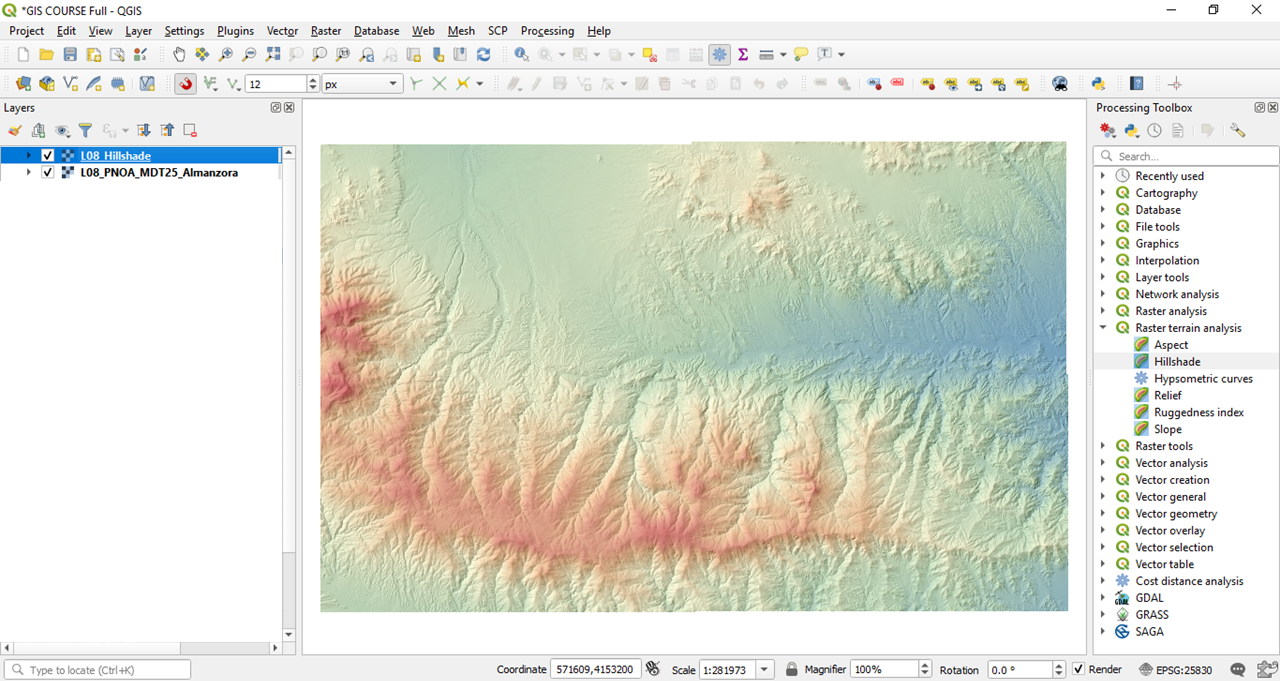 *GIS COURSE Full - QGIS
Project Edit View Layer Settings Plugins Vector Raster Database Web Mesh SCP Processing Help
12 px
Layers
L08_Hillshade
L08_PNOA_MDT25_Almanzora
Processing Toolbox
Search...
Recently used
Cartography
Database
File tools
Graphics
Interpolation
Layer tools
Network analysis
Raster analysis
Raster terrain analysis
Aspect
Hillshade
Hypsometric curves
Relief
Ruggedness index
Slope
Raster tools
Vector analysis
Vector creation
Vector general
Vector geometry
Vector overlay
Vector selection
Vector table
Cost distance analysis
GDAL
GRASS
SAGA
Type to locate (Ctrl+K) Coordinate 571609,4153200 Scale 1:281973 Magnifier 100% Rotation 0.0 ° Render EPSG:25830